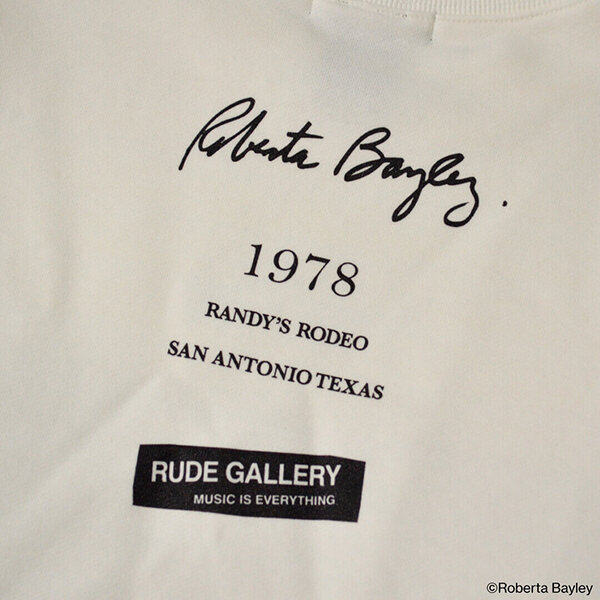 Roberta Bayley.
1978
RANDY'S RODEO
SAN ANTONIO TEXAS
RUDE GALLERY
MUSIC IS EVERYTHING
©Roberta Bayley